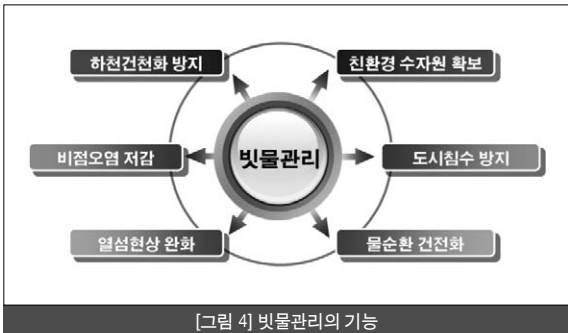 하천건천화 방지
친환경 수자원 확보
비점오염 저감
빗물관리
도시침수 방지
열섬현상 완화
물순환 건전화
[그림 4] 빗물관리의 기능